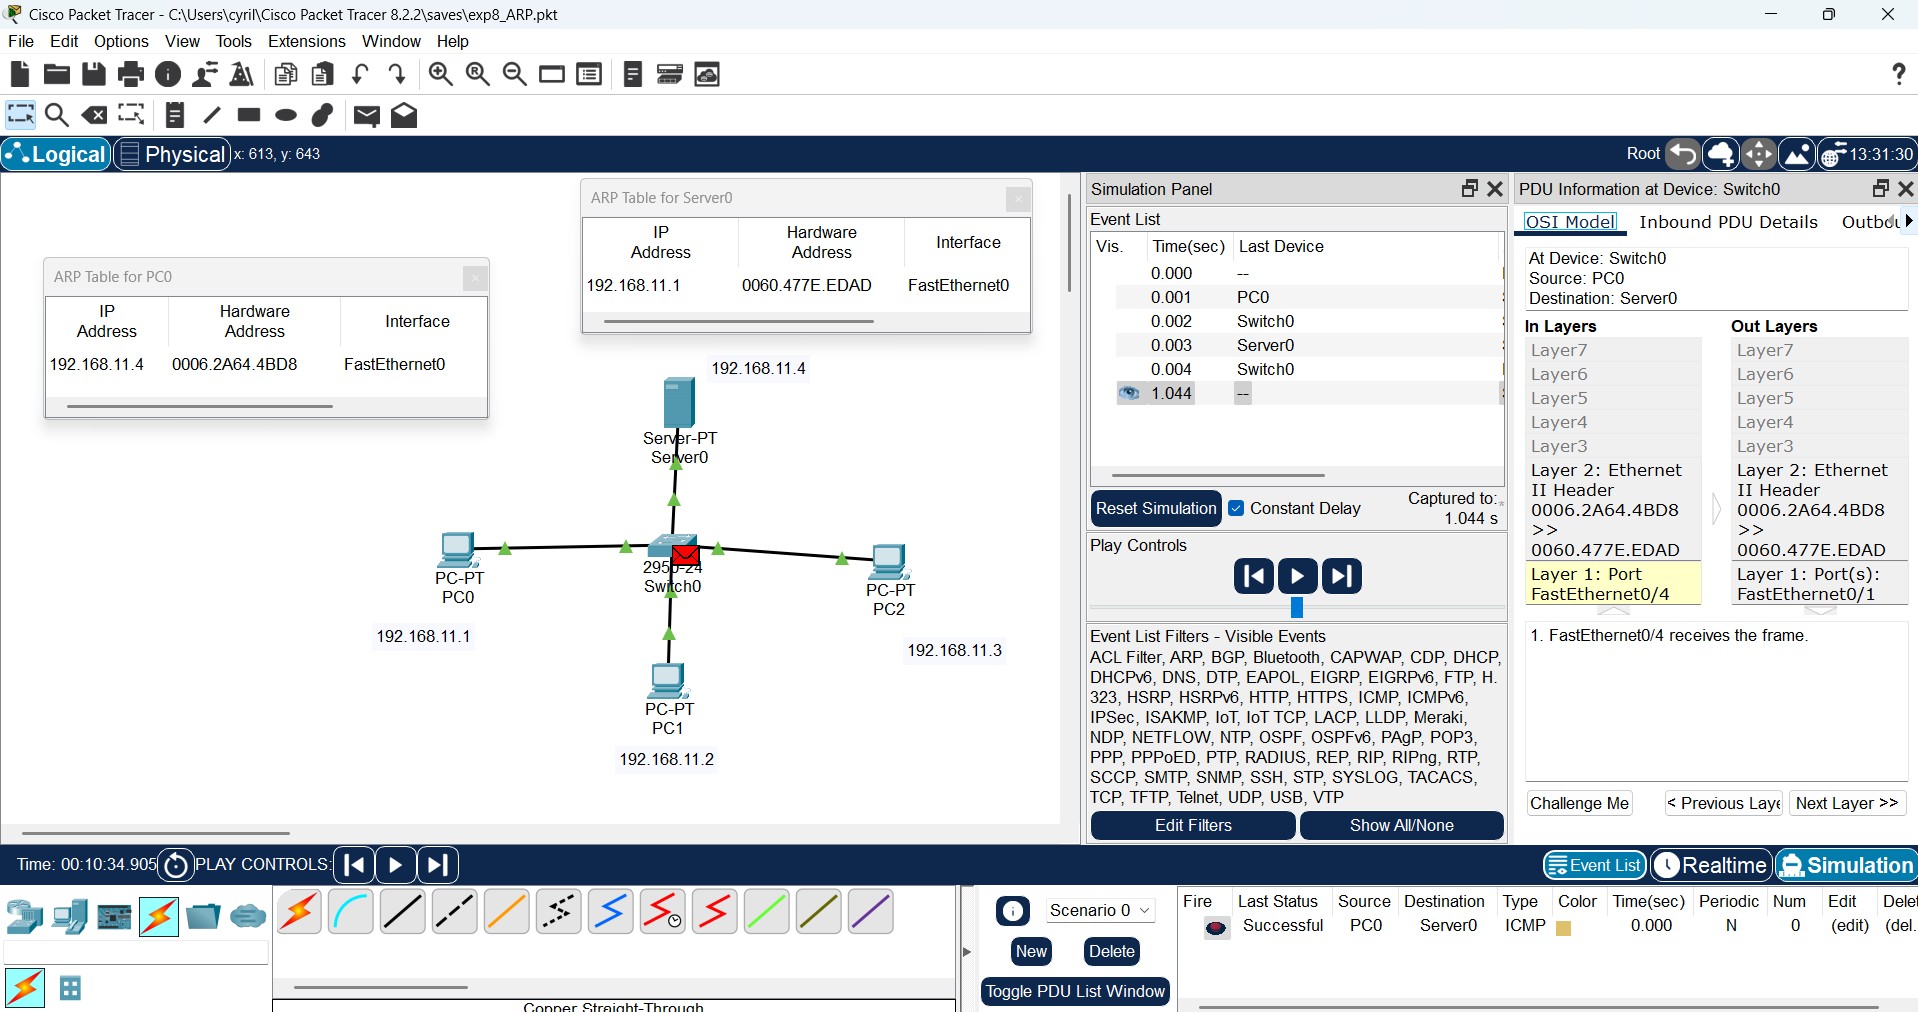 Cisco Packet Tracer - C:\Users\cyril\Cisco Packet Tracer 8.2.2\saves\exp8_ARP.pkt
File Edit Options View Tools Extensions Window Help
Logical Physical x: 613, y: 643
Root 13:31:30
ARP Table for PC0
IP Address Hardware Address Interface
192.168.11.4 0006.2A64.4BD8 FastEthernet0
ARP Table for Server0
IP Address Hardware Address Interface
192.168.11.1 0060.477E.EDAD FastEthernet0
192.168.11.4
Server-PT
Server0
PC-PT
PC0
192.168.11.1
2950-24
Switch0
PC-PT
PC2
192.168.11.3
PC-PT
PC1
192.168.11.2
Simulation Panel
Event List
Vis. Time(sec) Last Device
0.000 --
0.001 PC0
0.002 Switch0
0.003 Server0
0.004 Switch0
1.044 --
Reset Simulation Constant Delay Captured to:
1.044 s
Play Controls
Event List Filters - Visible Events
ACL Filter, ARP, BGP, Bluetooth, CAPWAP, CDP, DHCP,
DHCPv6, DNS, DTP, EAPOL, EIGRP, EIGRPv6, FTP, H.
323, HSRP, HSRPv6, HTTP, HTTPS, ICMP, ICMPv6,
IPSec, ISAKMP, IoT, IoT TCP, LACP, LLDP, Meraki,
NDP, NETFLOW, NTP, OSPF, OSPFv6, PAgP, POP3,
PPP, PPPoED, PTP, RADIUS, REP, RIP, RIPng, RTP,
SCCP, SMTP, SNMP, SSH, STP, SYSLOG, TACACS,
TCP, TFTP, Telnet, UDP, USB, VTP
Edit Filters Show All/None
PDU Information at Device: Switch0
OSI Model Inbound PDU Details
At Device: Switch0
Source: PC0
Destination: Server0
In Layers Out Layers
Layer7 Layer7
Layer6 Layer6
Layer5 Layer5
Layer4 Layer4
Layer3 Layer3
Layer 2: Ethernet Layer 2: Ethernet
II Header II Header
0006.2A64.4BD8 0006.2A64.4BD8
>> >>
0060.477E.EDAD 0060.477E.EDAD
Layer 1: Port Layer 1: Port(s):
FastEthernet0/4 FastEthernet0/1
1. FastEthernet0/4 receives the frame.
Challenge Me < Previous Laye Next Layer >>
Time: 00:10:34.905 PLAY CONTROLS:
Event List Realtime Simulation
Copper Straight-Through
Scenario 0
New Delete
Toggle PDU List Window
Fire Last Status Source Destination Type Color Time(sec) Periodic Num Edit Delet
Successful PC0 Server0 ICMP 0.000 N 0 (edit) (del.